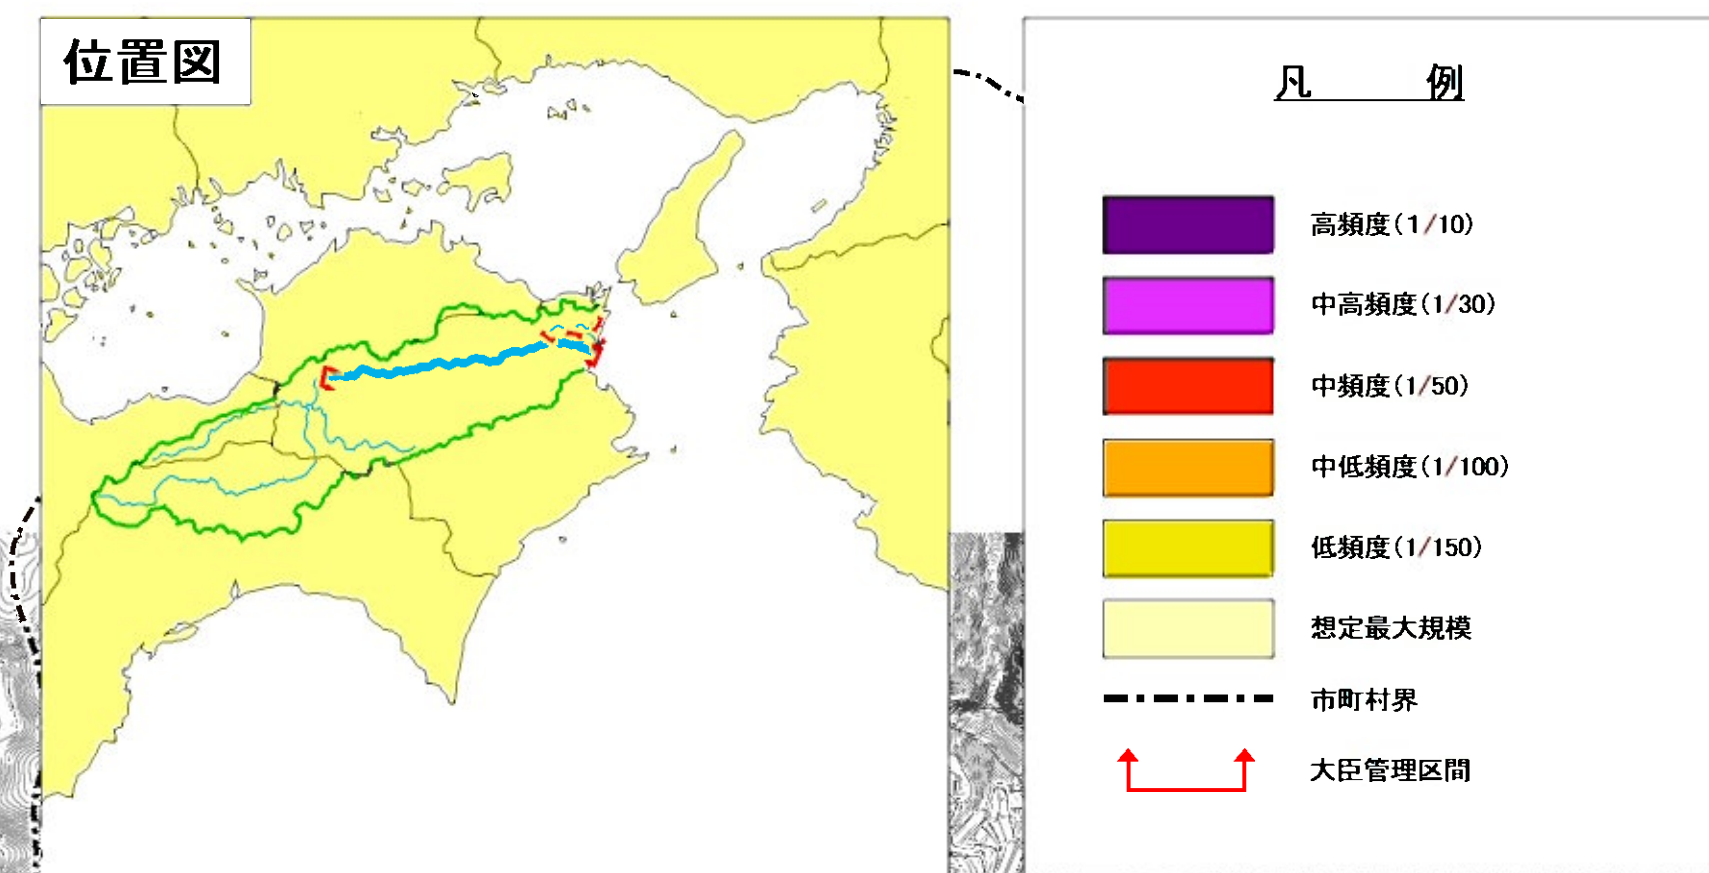 位置図
凡 例
高頻度(1/10)
中高頻度(1/30)
中頻度(1/50)
中低頻度(1/100)
低頻度(1/150)
想定最大規模
市町村界
大臣管理区間